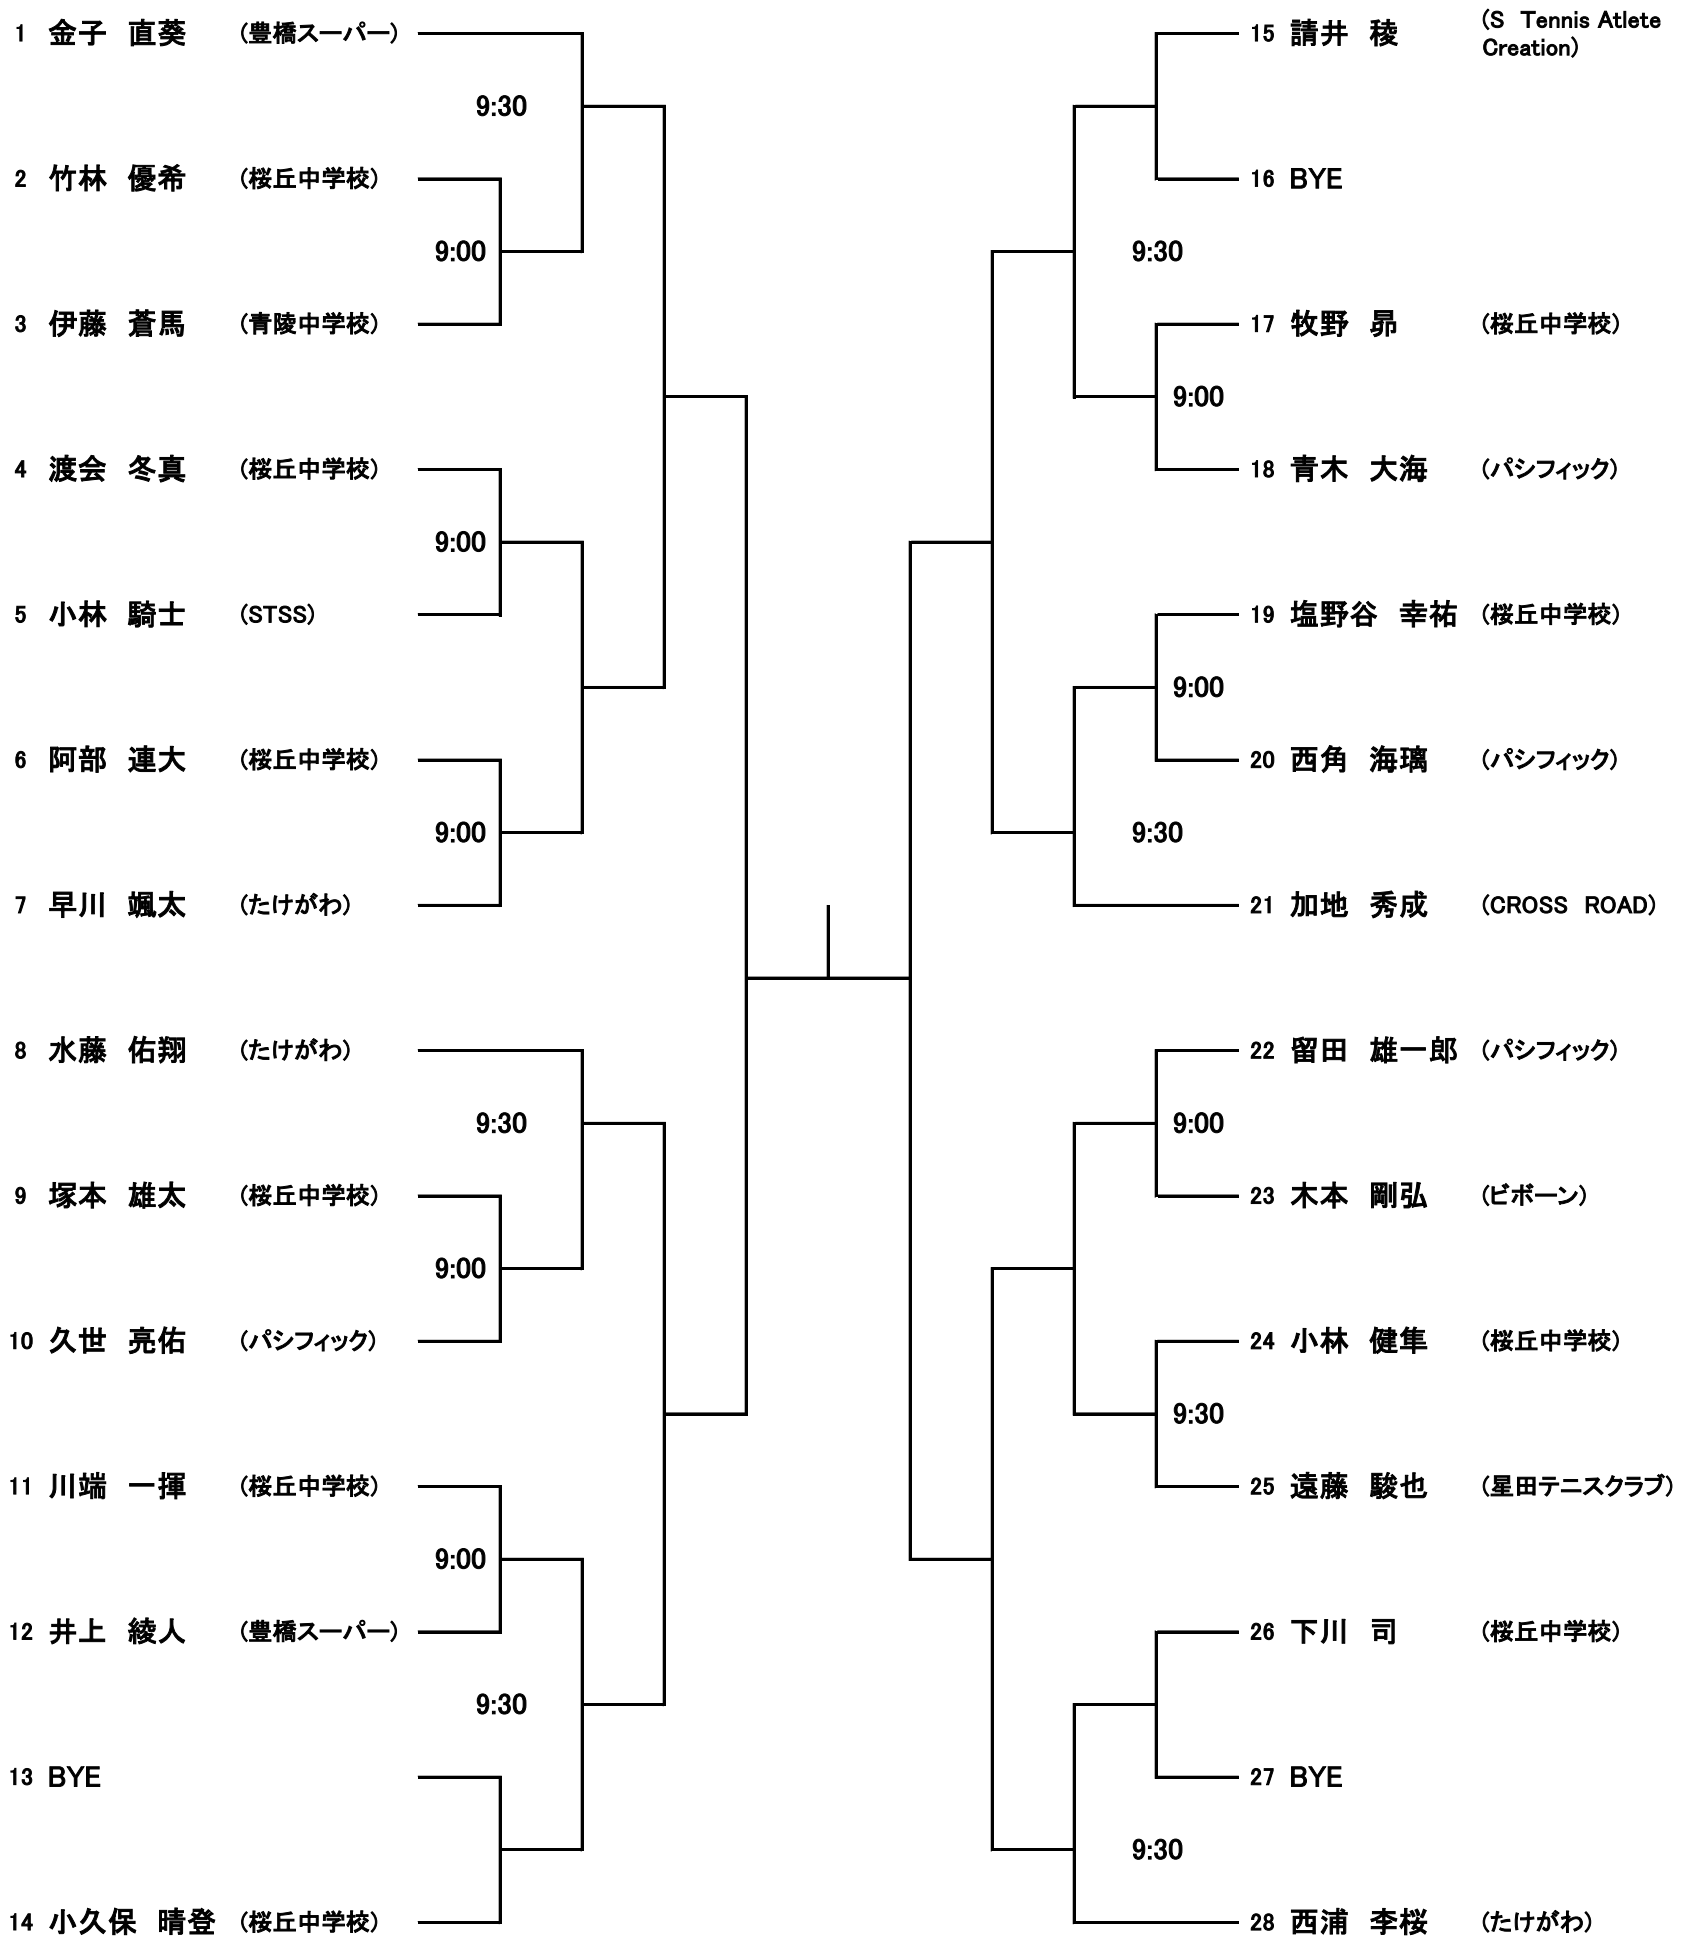 1 金子 直葵 (豊橋スーパー)
9:30
2 竹林 優希 (桜丘中学校)
9:00
3 伊藤 蒼馬 (青陵中学校)
4 渡会 冬真 (桜丘中学校)
9:00
5 小林 騎士 (STSS)
6 阿部 連大 (桜丘中学校)
9:00
7 早川 颯太 (たけがわ)
8 水藤 佑翔 (たけがわ)
9:30
9 塚本 雄太 (桜丘中学校)
9:00
10 久世 亮佑 (パシフィック)
11 川端 一揮 (桜丘中学校)
9:00
12 井上 綾人 (豊橋スーパー)
9:30
13 BYE
14 小久保 晴登 (桜丘中学校)
15 請井 稜 (S Tennis Atlete
Creation)
16 BYE
9:30
17 牧野 昴 (桜丘中学校)
9:00
18 青木 大海 (パシフィック)
19 塩野谷 幸祐 (桜丘中学校)
9:00
20 西角 海璃 (パシフィック)
9:30
21 加地 秀成 (CROSS ROAD)
22 留田 雄一郎 (パシフィック)
9:00
23 木本 剛弘 (ビボーン)
24 小林 健隼 (桜丘中学校)
9:30
25 遠藤 駿也 (星田テニスクラブ)
26 下川 司 (桜丘中学校)
27 BYE
9:30
28 西浦 李桜 (たけがわ)